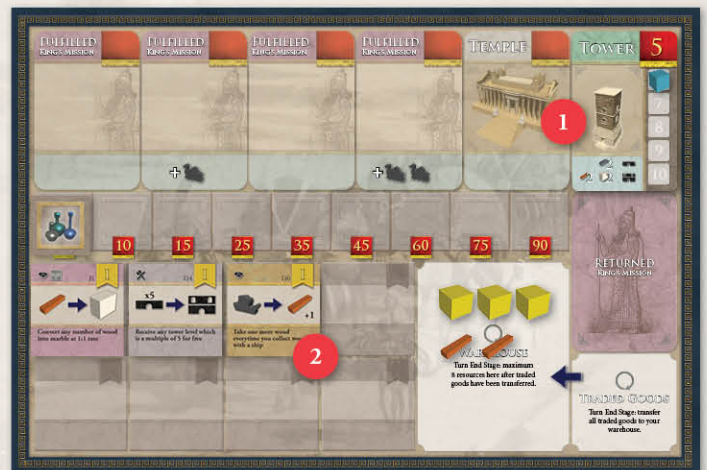 FULFILLED
KING'S MISSION
FULFILLED
KING'S MISSION
FULFILLED
KING'S MISSION
FULFILLED
KING'S MISSION
TEMPLE
TOWER
5
7
8
9
10
1
+
+
2
2
2
10
15
25
35
45
60
75
90
RETURNED
KING'S MISSION
I
Convert any number of wood
into marble at 1:1 rate
I
x5
Receive any tower level which
is a multiple of 5 for free
I
+1
Take one more wood
everytime you collect
with a ship
2
WAREHOUSE
Turn End Stage: maximum
8 resources here after traded
goods have been transferred.
TRADED GOODS
Turn End Stage: transfer
all traded goods to your
warehouse.